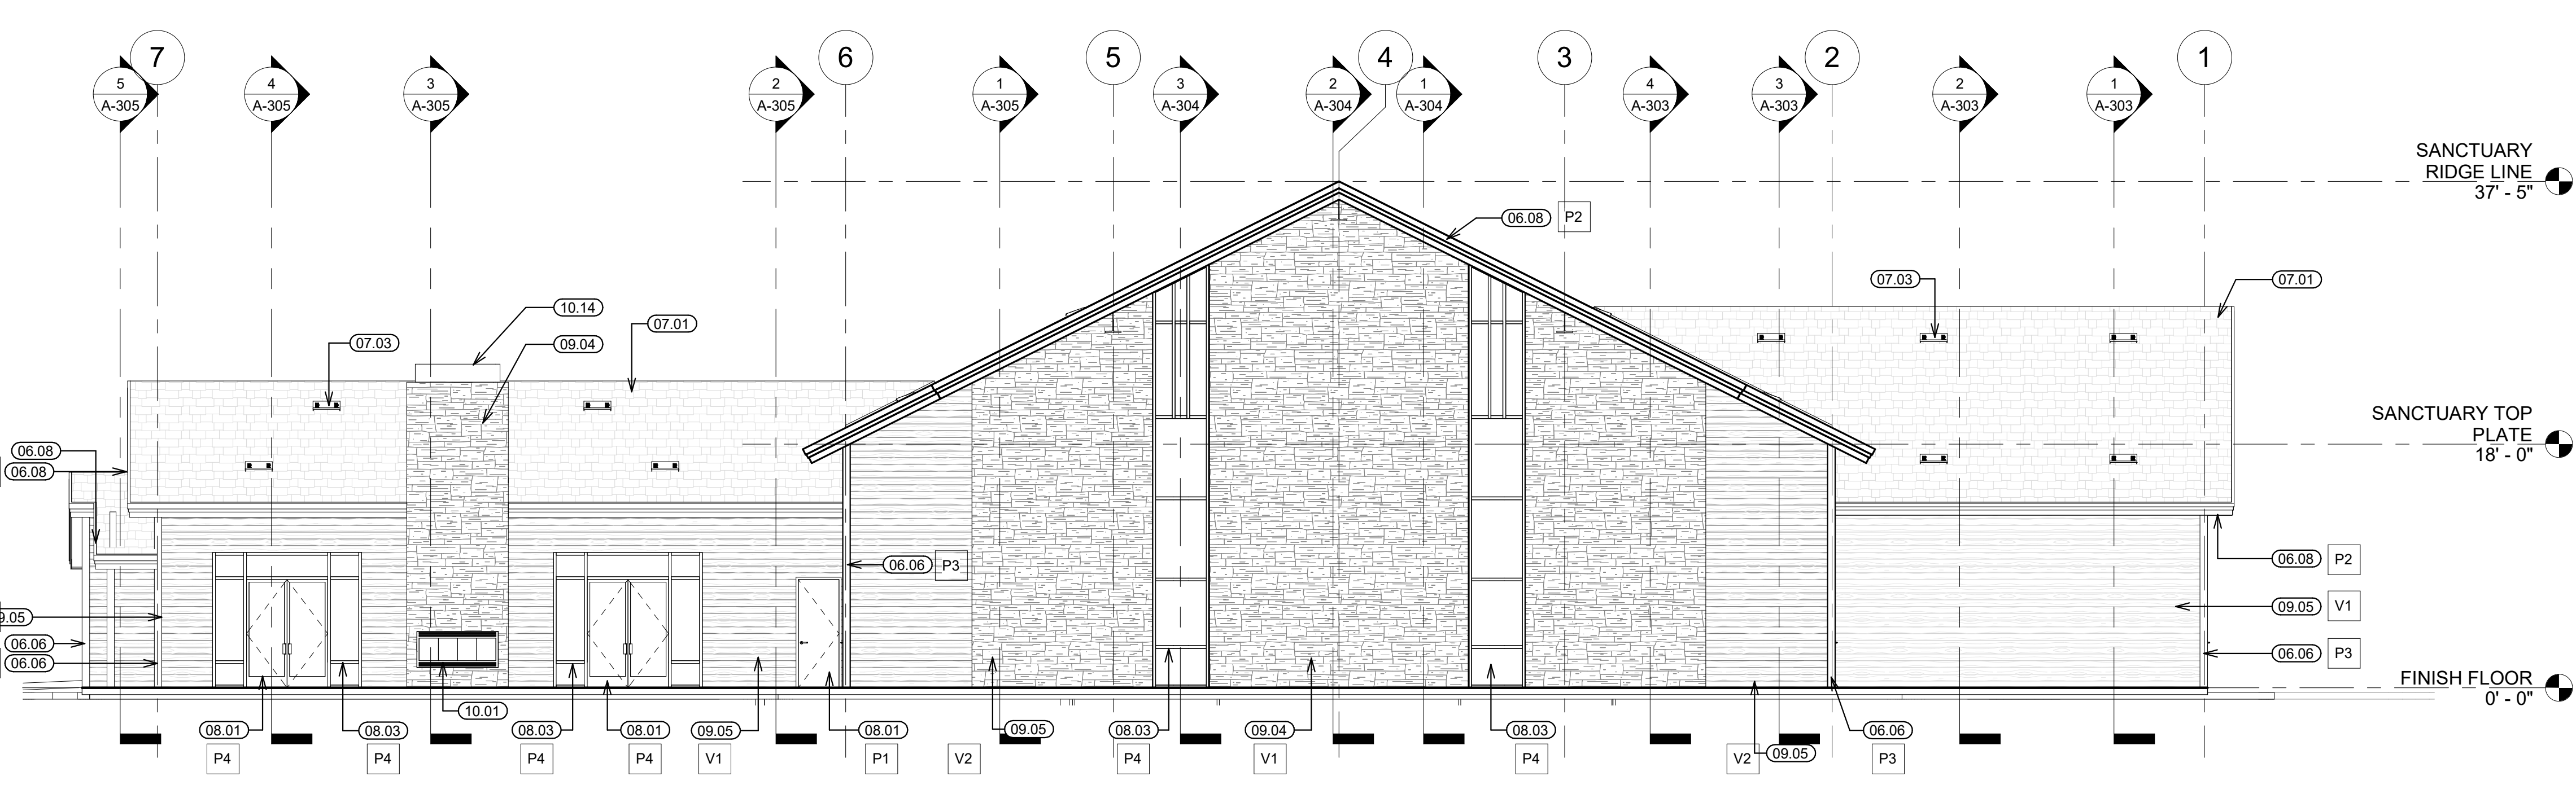 7
6
5
4
3
2
1
5
A-305
4
A-305
3
A-305
2
A-305
1
A-305
3
A-304
2
A-304
1
A-304
4
A-303
3
A-303
2
A-303
1
A-303
SANCTUARY
RIDGE LINE
37' - 5"
06.08
P2
07.03
07.01
10.14
07.01
07.03
09.04
SANCTUARY TOP
PLATE
18' - 0"
06.08
06.08
06.06
P3
06.08
P2
09.05
V1
9.05
06.06
06.06
06.06
P3
FINISH FLOOR
0' - 0"
10.01
08.01
08.03
08.03
08.01
09.05
08.01
09.05
08.03
09.04
08.03
06.06
09.05
P4
P4
P4
P4
V1
P1
V2
P4
V1
P4
V2
P3